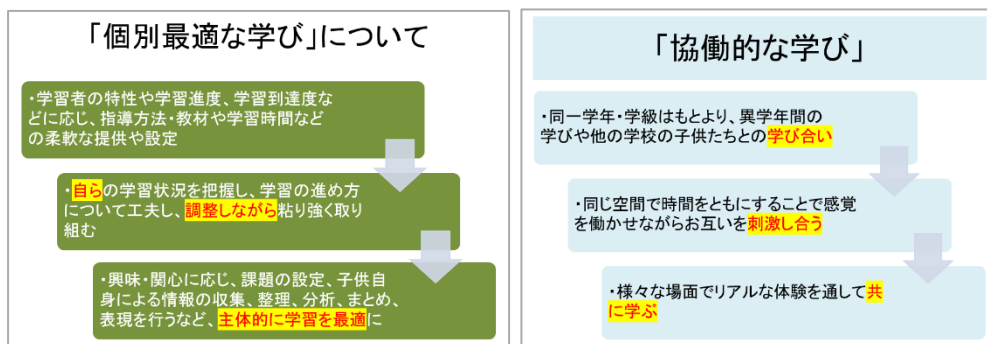 「個別最適な学び」について
・学習者の特性や学習進度、学習到達度な
どに応じ、指導方法・教材や学習時間など
の柔軟な提供や設定
・自らの学習状況を把握し、学習の進め方
について工夫し、調整しながら粘り強く取り
組む
・興味・関心に応じ、課題の設定、子供自
身による情報の収集、整理、分析、まとめ、
表現を行うなど、主体的に学習を最適に
「協働的な学び」
・同一学年・学級はもとより、異学年間の
学びや他の学校の子供たちとの学び合い
・同じ空間で時間をともにすることで感覚
を働かせながらお互いを刺激し合う
・様々な場面でリアルな体験を通して共
に学ぶ